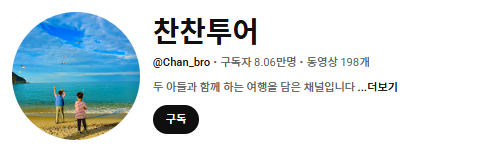 찬찬투어
@Chan_bro · 구독자 8.06만명 · 동영상 198개
두 아들과 함께 하는 여행을 담은 채널입니다 ...더보기
구독